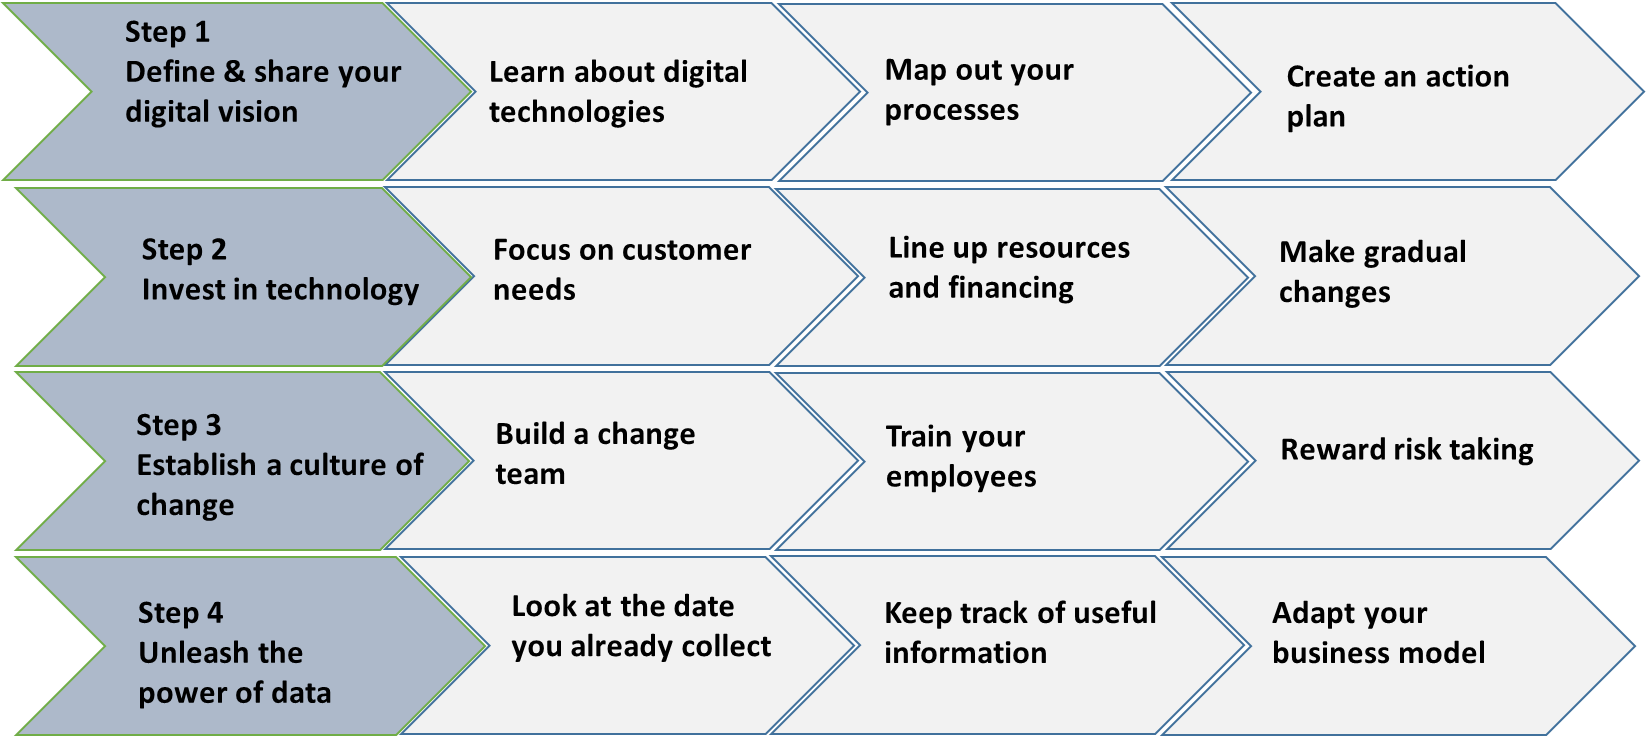 Step 1
Define & share your
digital vision
Learn about digital
technologies
Map out your
processes
Create an action
plan
Step 2
Invest in technology
Focus on customer
needs
Line up resources
and financing
Make gradual
changes
Step 3
Establish a culture of
change
Build a change
team
Train your
employees
Reward risk taking
Step 4
Unleash the
power of data
Look at the date
you already collect
Keep track of useful
information
Adapt your
business model